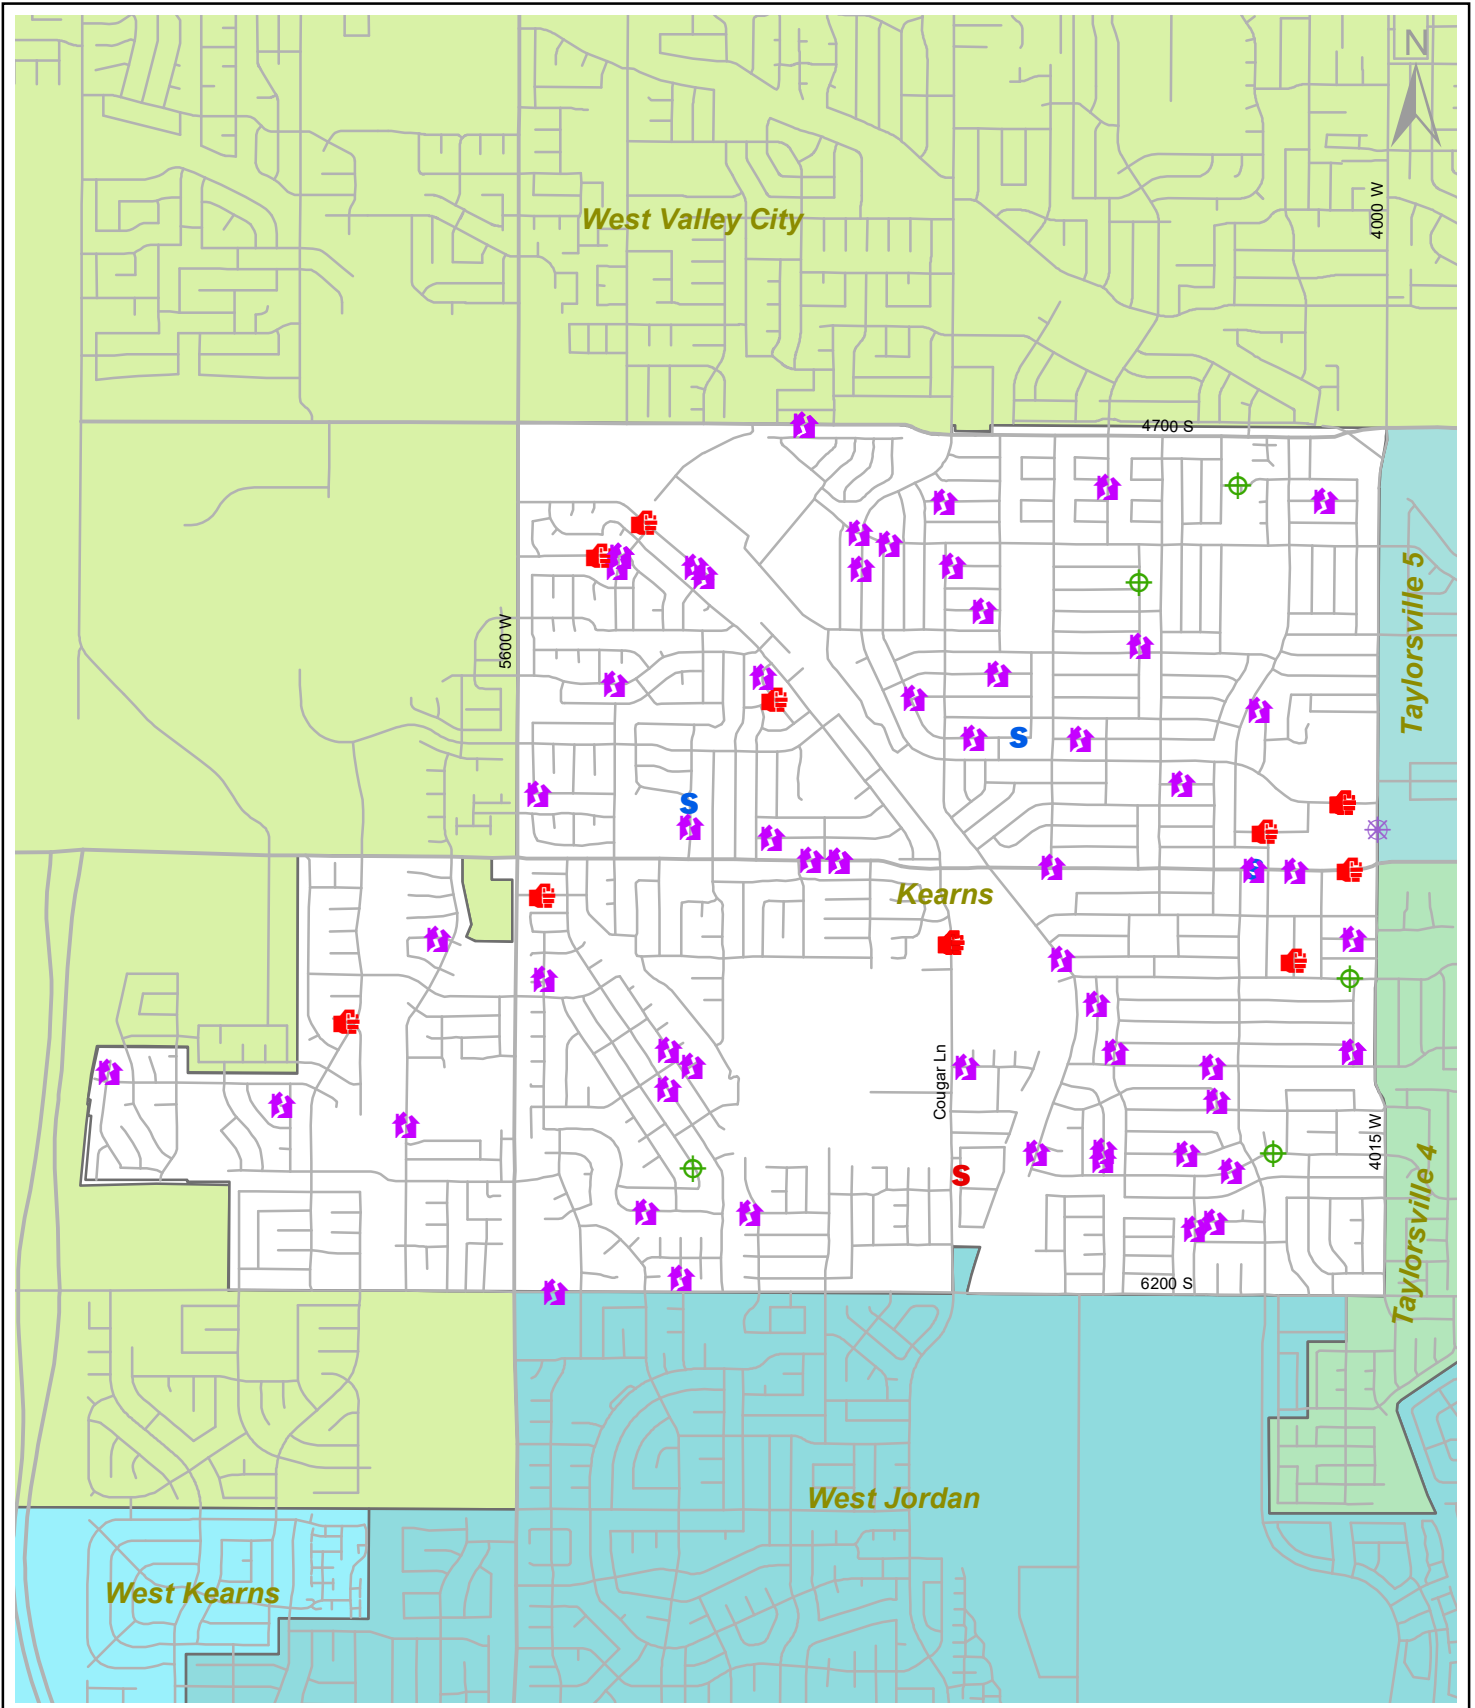 N
4000 W
West Valley City
4700 S
Taylorsville 5
5600 W
S
S
S
Kearns
Cougar Ln
4015 W
S
Taylorsville 4
6200 S
West Jordan
West Kearns